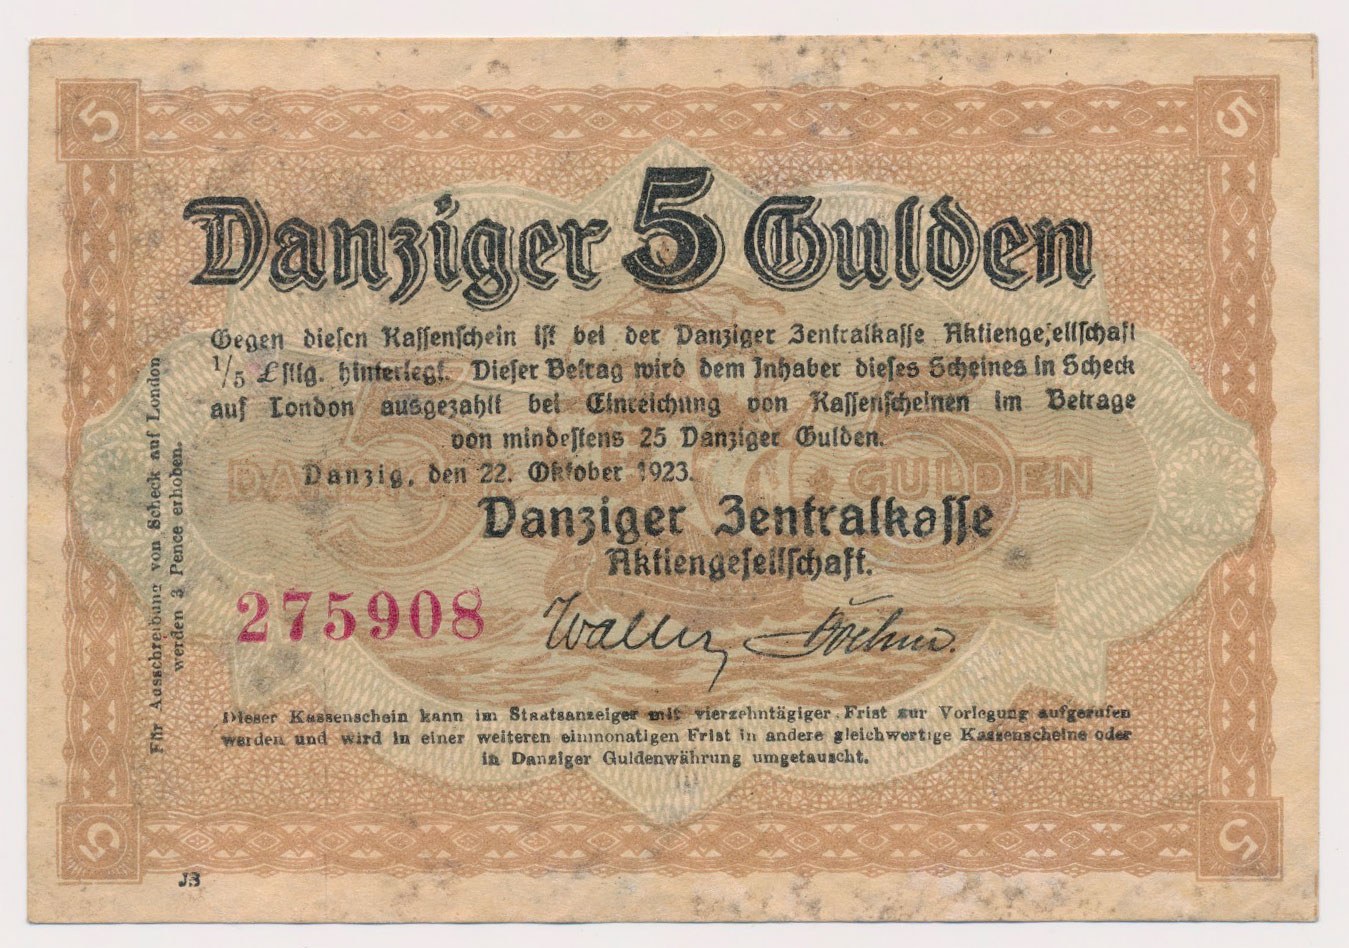 5
5
Danziger 5 Gulden
Gegen diesen Kassenschein ist bei der Danziger Zentralkasse Aktiengesellschaft
1/5 £stlg. hinterlegt. Dieser Betrag wird dem Inhaber dieses Scheines in Scheck
auf London ausgezahlt bei Einreichung von Kassenscheinen im Betrage
von mindestens 25 Danziger Gulden.
Danzig, den 22. Oktober 1923.
5 5
DANZIG GULDEN
Danziger Zentralkasse
Aktiengesellschaft.
275908
Für Ausschreibung von Scheck auf London
werden 3 Pence erhoben.
Dieser Kassenschein kann im Staatsanzeiger mit vierzehntägiger Frist zur Vorlegung aufgerufen
werden und wird in einer weiteren einmonatigen Frist in andere gleichwertige Kassenscheine oder
in Danziger Guldenwährung umgetauscht.
5
5